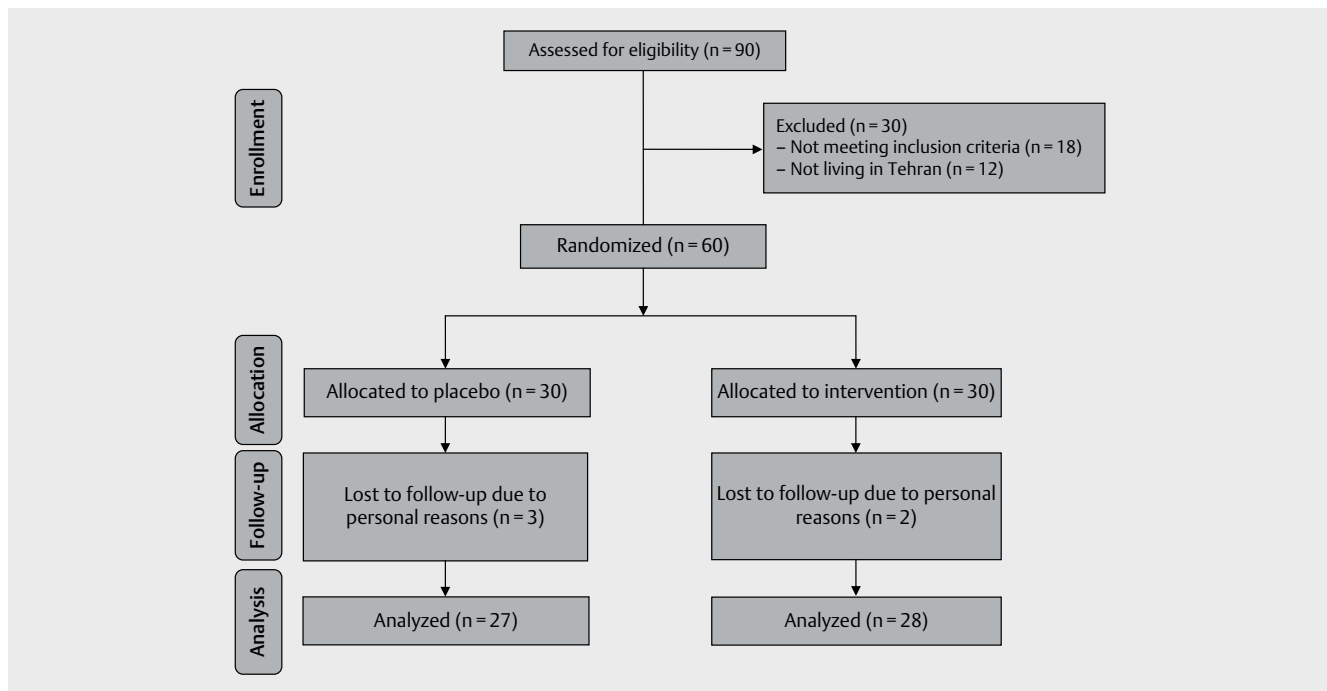 Assessed for eligibility (n = 90)
Enrollment
Excluded (n = 30)
– Not meeting inclusion criteria (n = 18)
– Not living in Tehran (n = 12)
Randomized (n = 60)
Allocation
Allocated to placebo (n = 30)
Allocated to intervention (n = 30)
Follow-up
Lost to follow-up due to
personal reasons (n = 3)
Lost to follow-up due to personal
reasons (n = 2)
Analysis
Analyzed (n = 27)
Analyzed (n = 28)